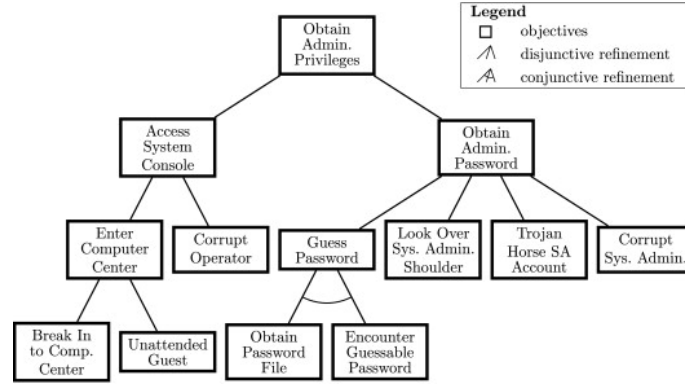 Obtain
Admin.
Privileges
Legend
objectives
disjunctive refinement
conjunctive refinement
Access
System
Console
Obtain
Admin.
Password
Enter
Computer
Center
Corrupt
Operator
Guess
Password
Look Over
Sys. Admin.
Shoulder
Trojan
Horse SA
Account
Corrupt
Sys. Admin.
Break In
to Comp.
Center
Unattended
Guest
Obtain
Password
File
Encounter
Guessable
Password